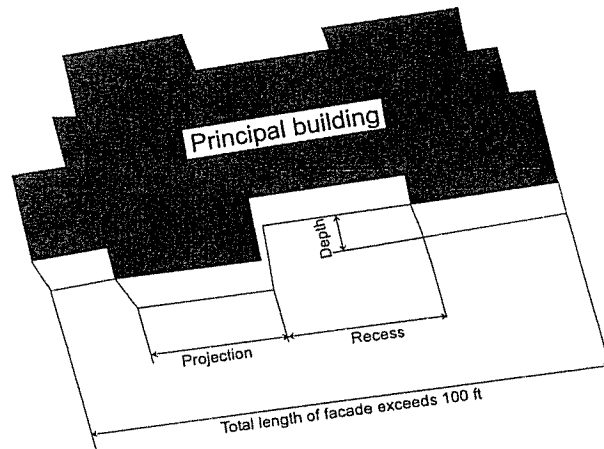 Principal building
Depth
Projection
Recess
Total length of facade exceeds 100 ft